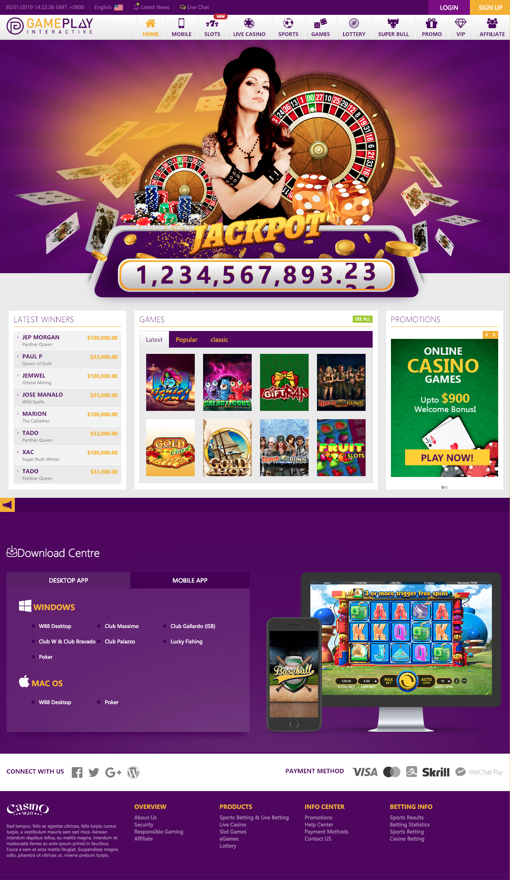 30/01/2019 14:22:26 GMT +0800
English
Latest News
Live Chat
LOGIN
SIGN UP
GAMEPLAY
INTERACTIVE
HOME
MOBILE
NEW
SLOTS
LIVE CASINO
SPORTS
GAMES
LOTTERY
SUPER BULL
PROMO
VIP
AFFILIATE
JACKPOT
1,234,567,893.23
LATEST WINNERS
JEP MORGAN $100,000.00
Panther Queen
PAUL P $33,000.00
Queen of Gold
JEMWEL $100,000.00
Orbital Mining
JOSE MANALO $33,000.00
Wild Spells
MARION $100,000.00
The Catfather
TADO $33,000.00
Panther Queen
XAC $100,000.00
Sugar Rush Winter
TADO $33,000.00
Panther Queen
GAMES
SEE ALL
Latest Popular classic
GOLD
FRUIT
SLOTS
PROMOTIONS
ONLINE
CASINO
GAMES
Upto $900
Welcome Bonus!
PLAY NOW!
Download Centre
DESKTOP APP MOBILE APP
WINDOWS
W88 Desktop Club Massimo Club Gallardo (ISB)
Club W & Club Bravado Club Palazzo Lucky Fishing
Poker
MAC OS
W88 Desktop Poker
3 or more trigger free spins!
Baseball
CONNECT WITH US
PAYMENT METHOD
VISA
Skrill
WeChat Pay
Casino
NIGHT
Sed tempor, felis ac egestas ultrices, felis turpis cursus
turpis, a vestibulum mauris sem sed risus. Aenean
interdum dapibus tellus, eu mattis magna. Interdum et
malesuada fames ac ante ipsum primis in faucibus.
Fusce a sem et eros mattis feugiat. Suspendisse magna
odio, pharetra ut ultrices ut, viverra pretium turpis.
OVERVIEW
About Us
Security
Responsible Gaming
Affiliate
PRODUCTS
Sports Betting & Live Betting
Live Casino
Slot Games
eGames
Lottery
INFO CENTER
Promotions
Help Center
Payment Methods
Contact US
BETTING INFO
Sports Results
Betting Statistics
Sports Betting
Casino Betting